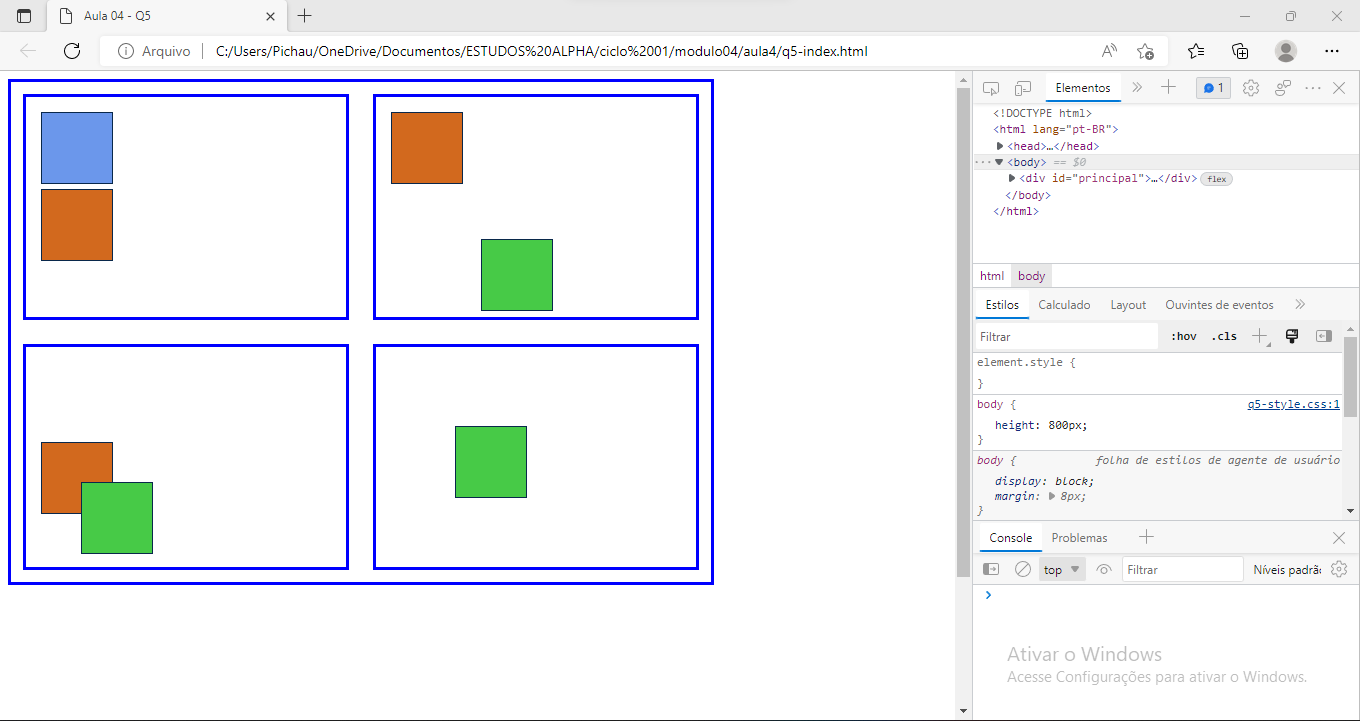 Aula 04 - Q5
Arquivo C:/Users/Pichau/OneDrive/Documentos/ESTUDOS%20ALPHA/ciclo%2001/modulo04/aula4/q5-index.html
Elementos 1
<!DOCTYPE html>
<html lang="pt-BR">
<head>…</head>
<body> == $0
<div id="principal">…</div> flex
</body>
</html>
html body
Estilos Calculado Layout Ouvintes de eventos
Filtrar :hov .cls
element.style {
}
body { q5-style.css:1
height: 800px;
}
body { folha de estilos de agente de usuário
display: block;
margin: 8px;
}
Console Problemas
top Filtrar Níveis padrã
Ativar o Windows
Acesse Configurações para ativar o Windows.